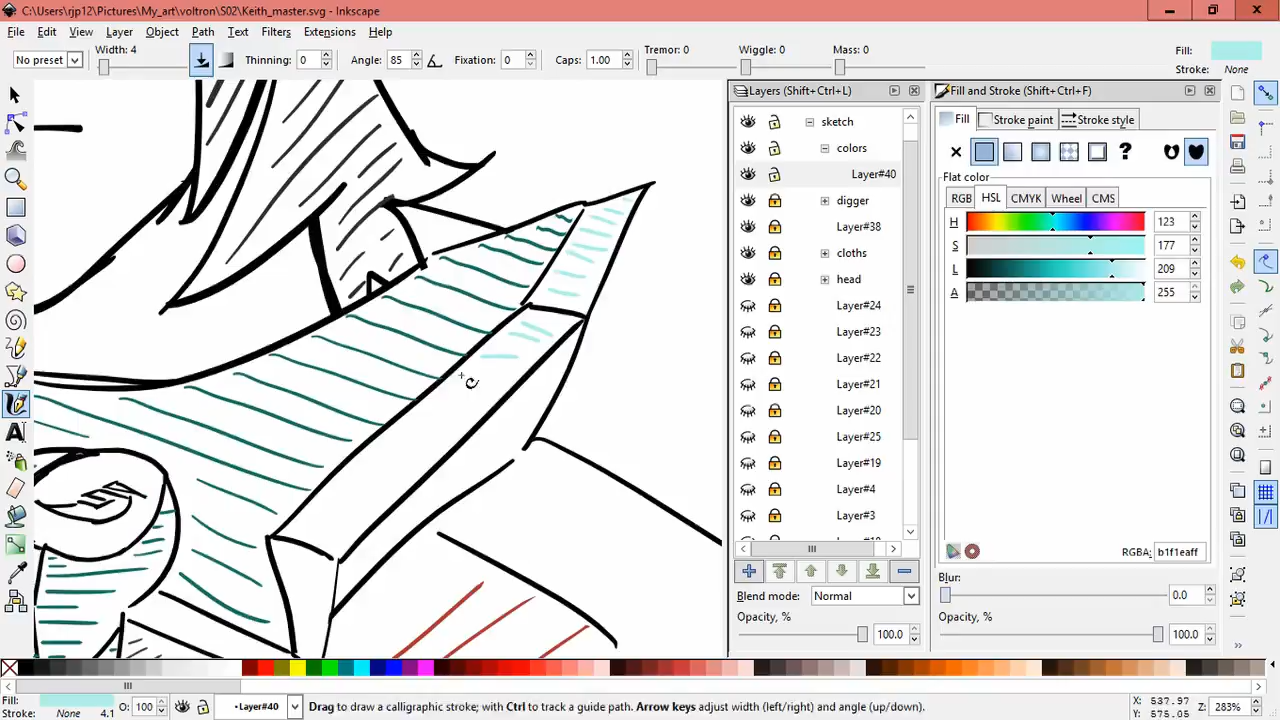 C:\Users\rjp12\Pictures\My_art\voltron\S02\Keith_master.svg - Inkscape
File Edit View Layer Object Path Text Filters Extensions Help
No preset Width: 4 Thinning: 0 Angle: 85 Fixation: 0 Caps: 1.00 Tremor: 0 Wiggle: 0 Mass: 0 Fill:
Stroke: None
Layers (Shift+Ctrl+L)
sketch
colors
Layer#40
digger
Layer#38
cloths
head
Layer#24
Layer#23
Layer#22
Layer#21
Layer#20
Layer#25
Layer#19
Layer#4
Layer#3
Blend mode: Normal
Opacity, % 100.0
Fill and Stroke (Shift+Ctrl+F)
Fill Stroke paint Stroke style
?
Flat color
RGB HSL CMYK Wheel CMS
H 123
S 177
L 209
A 255
RGBA: b1f1eaff
Blur:
0.0
Opacity, %
100.0
Fill:
Stroke: None 4.1 O: 100 •Layer#40 Drag to draw a calligraphic stroke; with Ctrl to track a guide path. Arrow keys adjust width (left/right) and angle (up/down). X: 537.97
Y: 575.05 Z: 283%